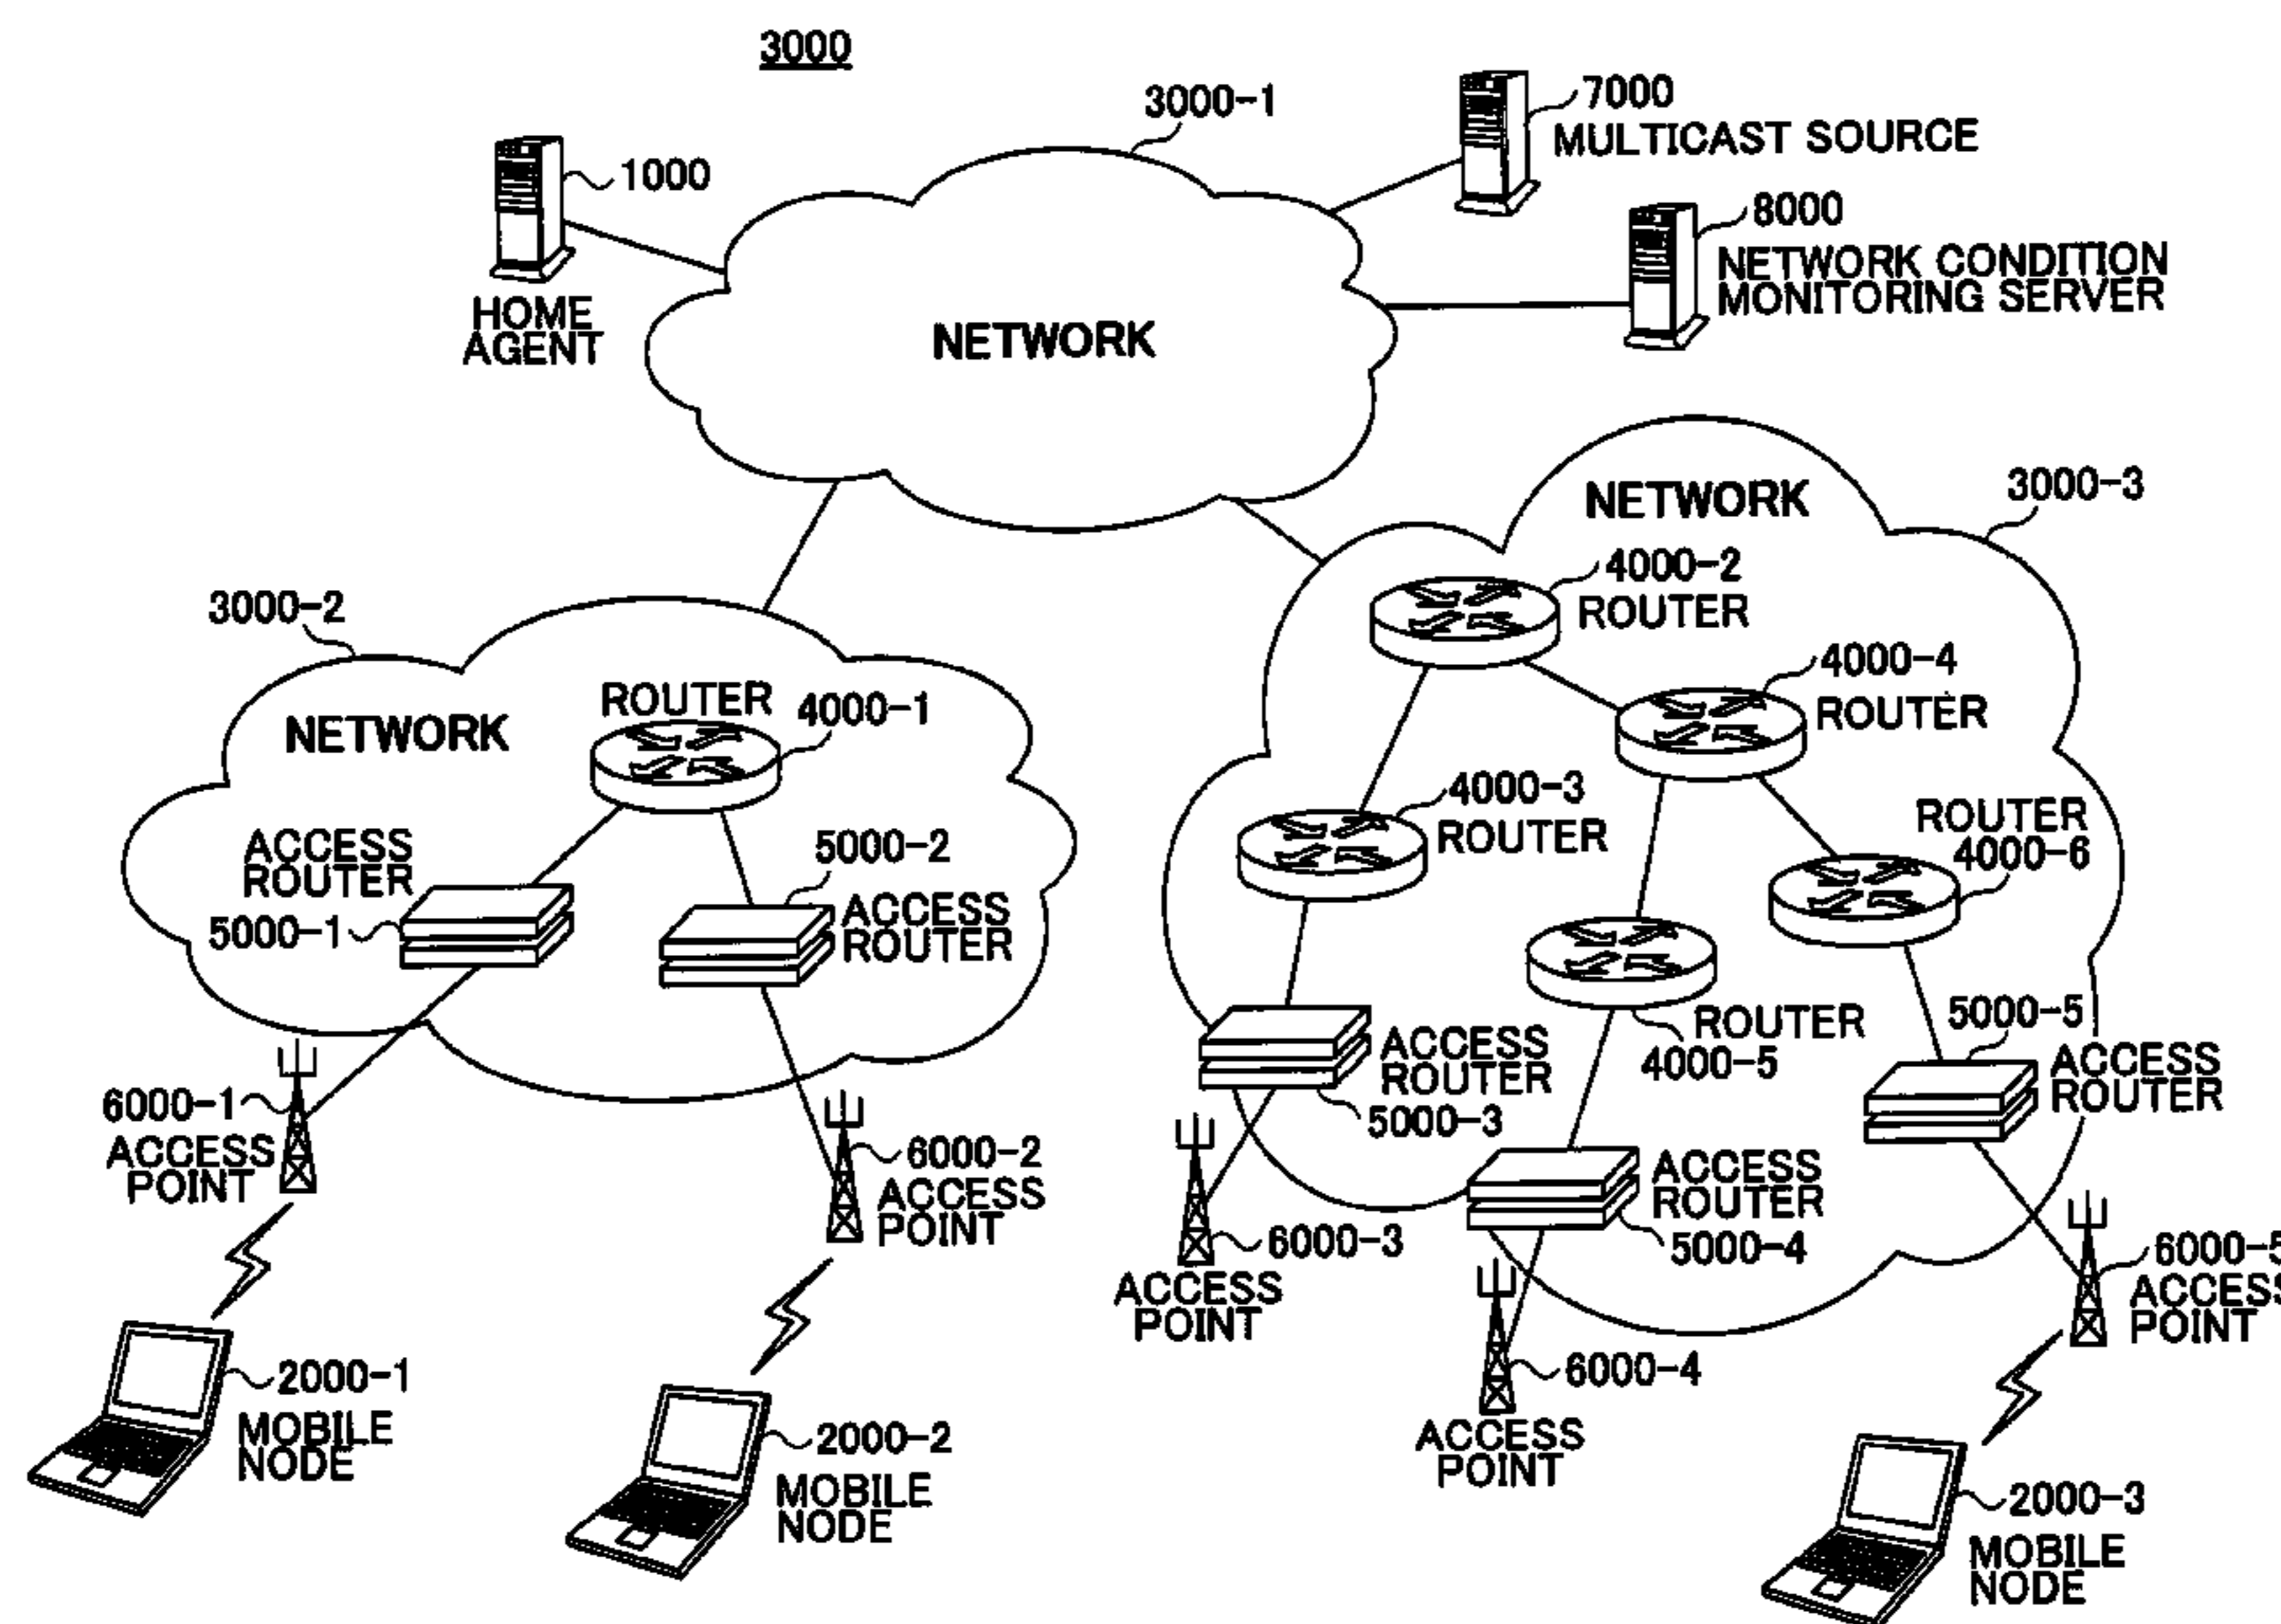 3000
3000-1
7000
MULTICAST SOURCE
1000
HOME
AGENT
8000
NETWORK CONDITION
MONITORING SERVER
NETWORK
NETWORK
3000-3
4000-2
ROUTER
3000-2
NETWORK
ROUTER
4000-1
4000-4
ROUTER
4000-3
ROUTER
ROUTER
4000-6
ACCESS
ROUTER
5000-1
5000-2
ACCESS
ROUTER
ROUTER
4000-5
5000-5
ACCESS
ROUTER
ACCESS
ROUTER
5000-3
6000-1
ACCESS
POINT
6000-2
ACCESS
POINT
ACCESS
ROUTER
5000-4
6000-3
ACCESS
POINT
6000-5
ACCESS
POINT
6000-4
ACCESS
POINT
2000-1
MOBILE
NODE
2000-2
MOBILE
NODE
2000-3
MOBILE
NODE